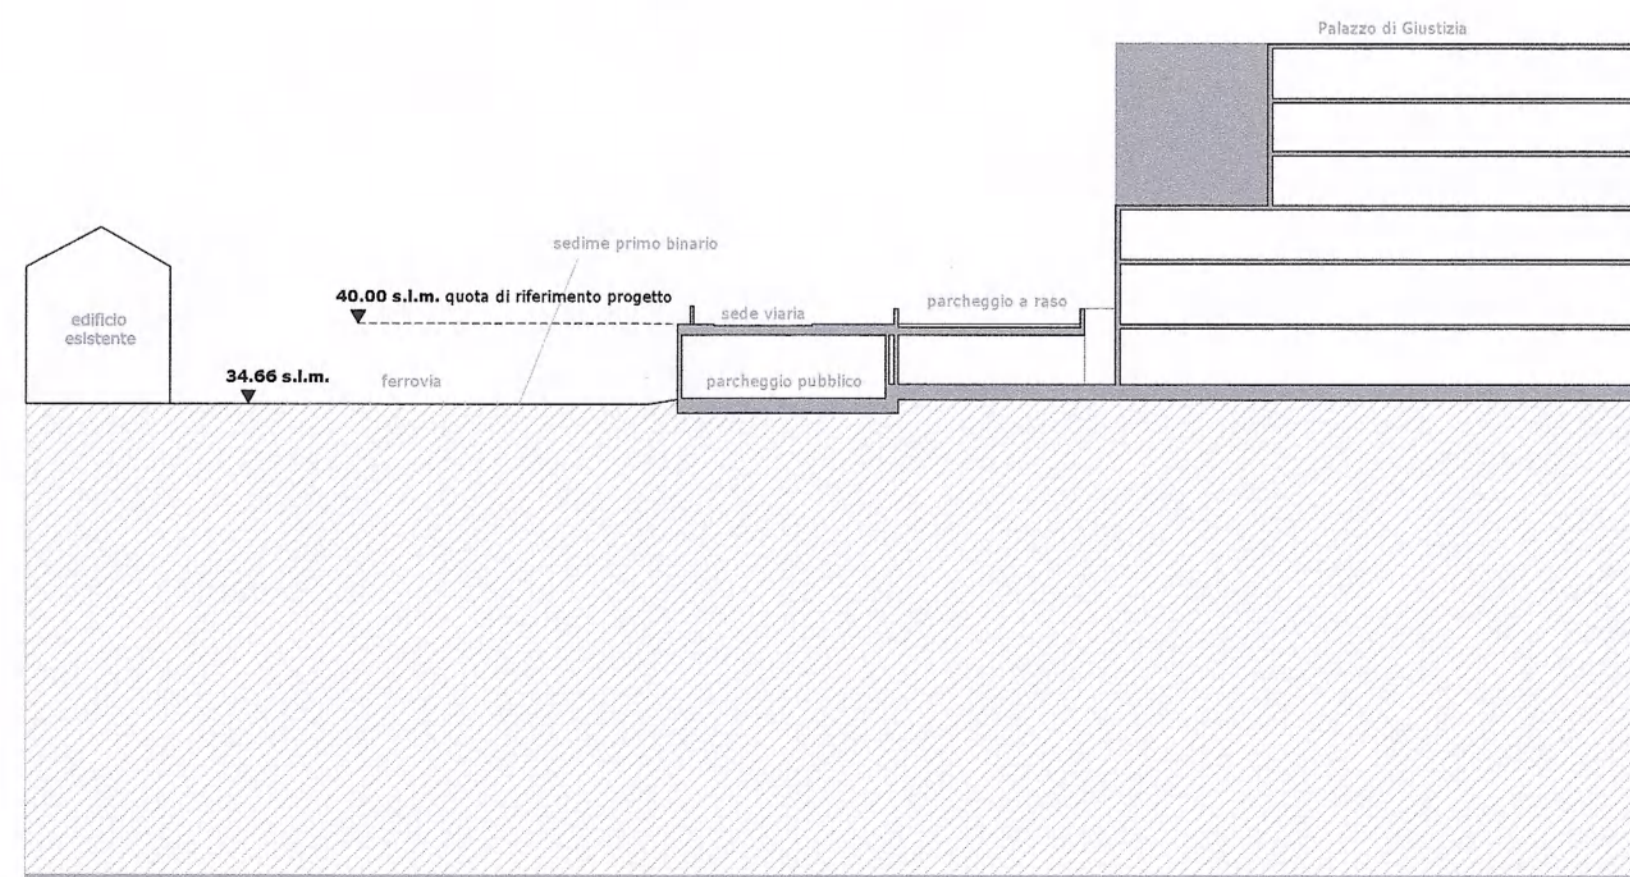 Palazzo di Giustizia
sedime primo binario
40.00 s.l.m. quota di riferimento progetto
parcheggio a raso
sede viaria
edificio
esistente
34.66 s.l.m.
ferrovia
parcheggio pubblico